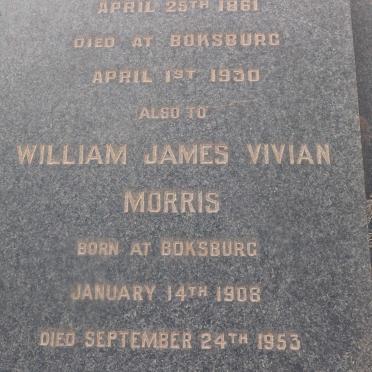 APRIL 25TH 1861
DIED AT BOKSBURG
APRIL 1ST 1930
ALSO TO
WILLIAM JAMES VIVIAN
MORRIS
BORN AT BOKSBURG
JANUARY 14TH 1908
DIED SEPTEMBER 24TH 1953